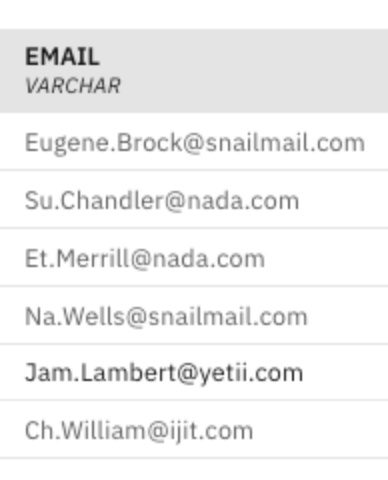 EMAIL
VARCHAR
Eugene.Brock@snailmail.com
Su.Chandler@nada.com
Et.Merrill@nada.com
Na.Wells@snailmail.com
Jam.Lambert@yetii.com
Ch.William@ijit.com